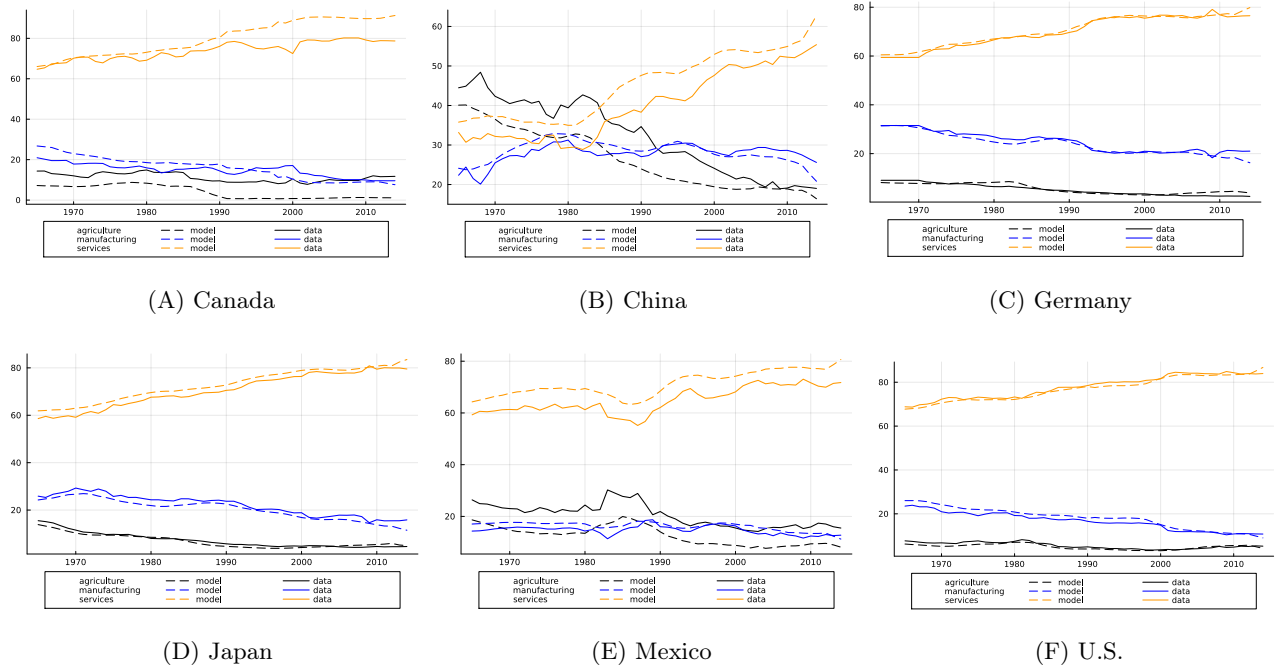 80
60
40
20
0
1970 1980 1990 2000 2010
agriculture model data
manufacturing model data
services model data
(A) Canada
60
50
40
30
20
1970 1980 1990 2000 2010
agriculture model data
manufacturing model data
services model data
(B) China
80
60
40
20
1970 1980 1990 2000 2010
agriculture model data
manufacturing model data
services model data
(C) Germany
80
60
40
20
1970 1980 1990 2000 2010
agriculture model data
manufacturing model data
services model data
(D) Japan
80
60
40
20
1970 1980 1990 2000 2010
agriculture model data
manufacturing model data
services model data
(E) Mexico
80
60
40
20
1970 1980 1990 2000 2010
agriculture model data
manufacturing model data
services model data
(F) U.S.